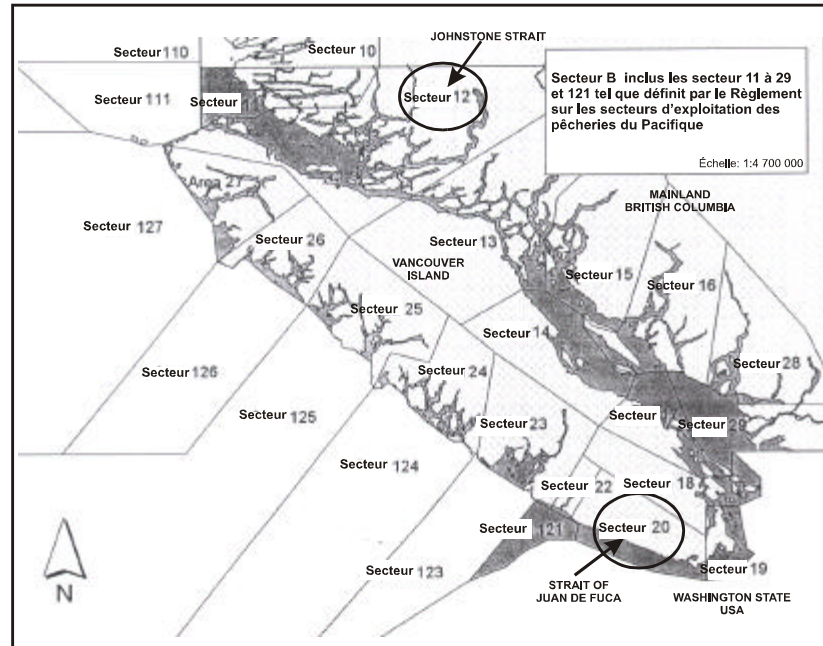 JOHNSTONE STRAIT
Secteur 110
Secteur 10
Secteur B inclus les secteur 11 à 29
et 121 tel que définit par le Règlement
sur les secteurs d'exploitation des
pêcheries du Pacifique
Échelle: 1:4 700 000
Secteur 111
Secteur
Secteur 12
Area 27
MAINLAND
BRITISH COLUMBIA
Secteur 127
Secteur 26
Secteur 13
VANCOUVER
ISLAND
Secteur 15
Secteur 16
Secteur 25
Secteur 14
Secteur 28
Secteur 126
Secteur 24
Secteur 125
Secteur 23
Secteur
Secteur 29
Secteur 124
Secteur 22
Secteur 18
Secteur 121
Secteur 20
Secteur 123
Secteur 19
N
STRAIT OF
JUAN DE FUCA
WASHINGTON STATE
USA